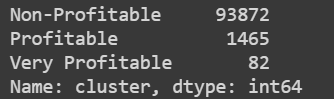 Non-Profitable 93872
Profitable 1465
Very Profitable 82
Name: cluster, dtype: int64